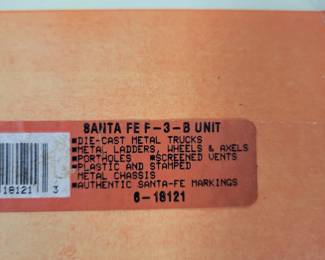 SANTA FE F-3-B UNIT
▪DIE-CAST METAL TRUCKS
▪METAL LADDERS, WHEELS & AXELS
▪PORTHOLES ▪SCREENED VENTS
▪PLASTIC AND STAMPED
METAL CHASSIS
▪AUTHENTIC SANTA-FE MARKINGS
6-18121
18121 3